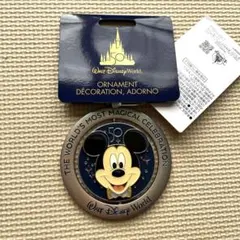 50
Walt Disney World
ORNAMENT
DÉCORATION, ADORNO
THE WORLD'S MOST MAGICAL CELEBRATION!
50
Walt Disney World